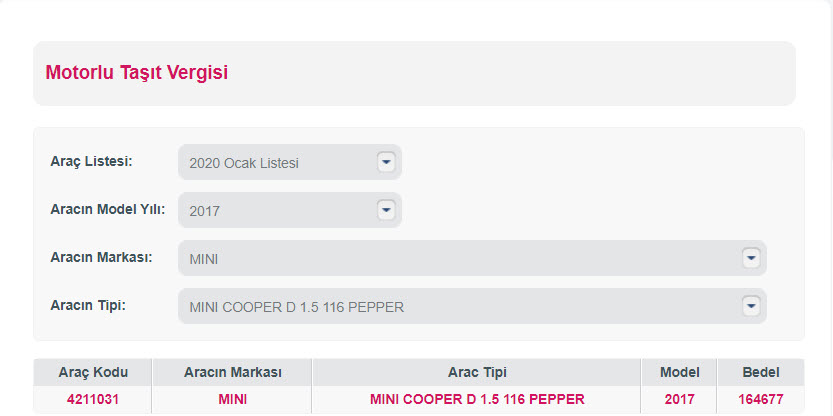 Motorlu Taşıt Vergisi
Araç Listesi: 2020 Ocak Listesi
Aracın Model Yılı: 2017
Aracın Markası: MINI
Aracın Tipi: MINI COOPER D 1.5 116 PEPPER
Araç Kodu Aracın Markası Arac Tipi Model Bedel
4211031 MINI MINI COOPER D 1.5 116 PEPPER 2017 164677